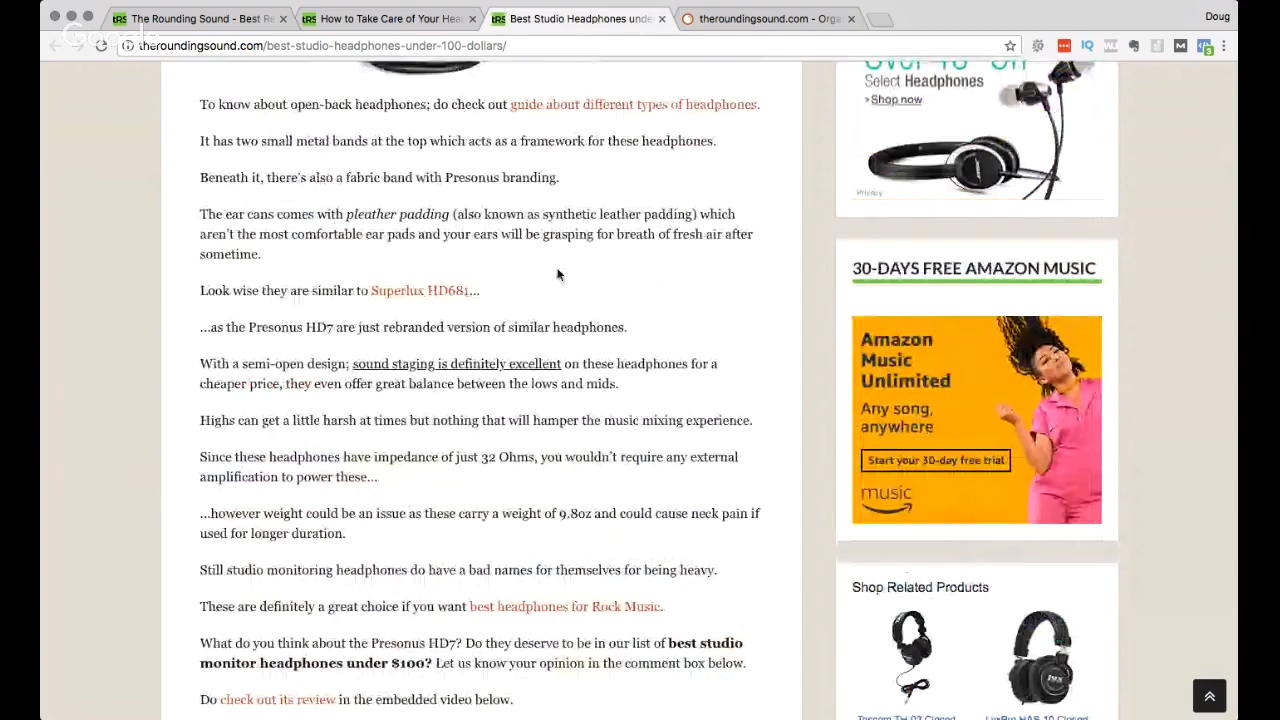 The Rounding Sound - Best Re
How to Take Care of Your Hea
Best Studio Headphones unde
theroundingsound.com - Orga
Doug
Google
theroundingsound.com/best-studio-headphones-under-100-dollars/
To know about open-back headphones; do check out guide about different types of headphones.
It has two small metal bands at the top which acts as a framework for these headphones.
Beneath it, there's also a fabric band with Presonus branding.
The ear cans comes with pleather padding (also known as synthetic leather padding) which
aren't the most comfortable ear pads and your ears will be grasping for breath of fresh air after
sometime.
Look wise they are similar to Superlux HD681...
...as the Presonus HD7 are just rebranded version of similar headphones.
With a semi-open design; sound staging is definitely excellent on these headphones for a
cheaper price, they even offer great balance between the lows and mids.
Highs can get a little harsh at times but nothing that will hamper the music mixing experience.
Since these headphones have impedance of just 32 Ohms, you wouldn't require any external
amplification to power these...
...however weight could be an issue as these carry a weight of 9.8oz and could cause neck pain if
used for longer duration.
Still studio monitoring headphones do have a bad names for themselves for being heavy.
These are definitely a great choice if you want best headphones for Rock Music.
What do you think about the Presonus HD7? Do they deserve to be in our list of best studio
monitor headphones under $100? Let us know your opinion in the comment box below.
Do check out its review in the embedded video below.
Select Headphones
› Shop now
Privacy
30-DAYS FREE AMAZON MUSIC
Amazon
Music
Unlimited
Any song,
anywhere
Start your 30-day free trial
music
Shop Related Products
Tascam TH-03 Closed
LyxPro HAS-10 Closed